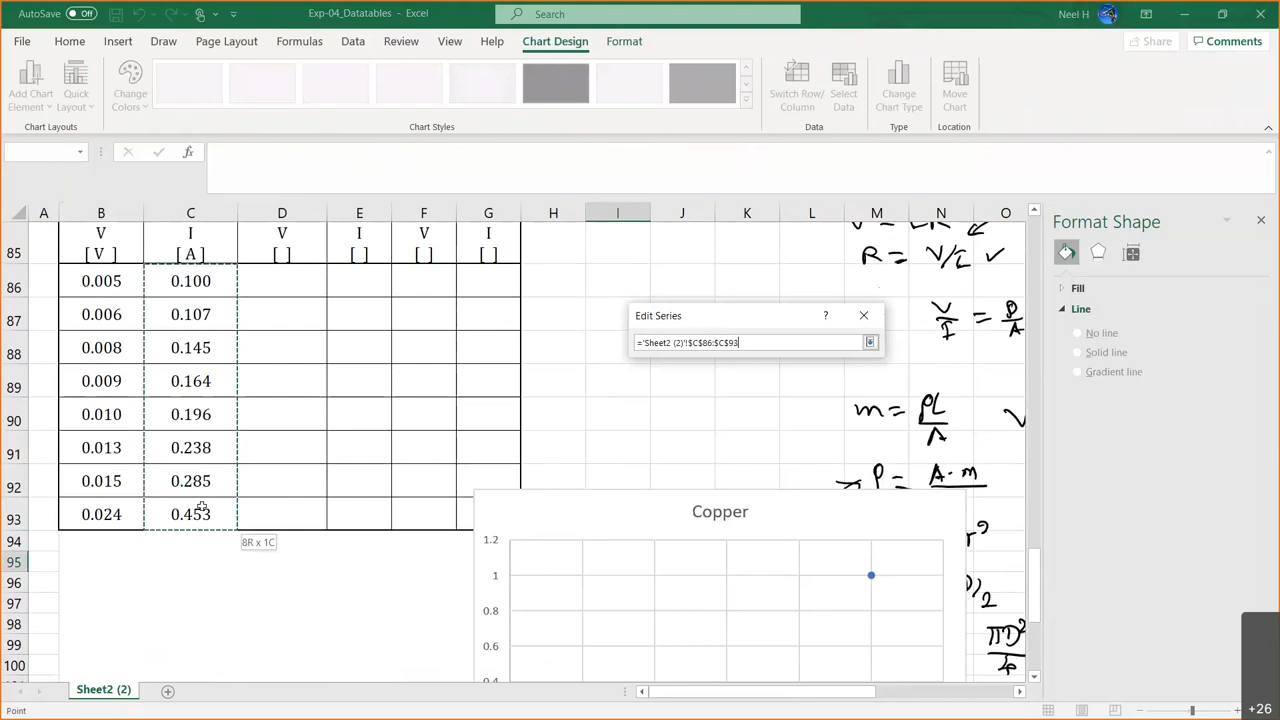 AutoSave Off Exp-04_Datatables - Excel Search Neel H
File Home Insert Draw Page Layout Formulas Data Review View Help Chart Design Format Share Comments
Add Chart Element Quick Layout Change Colors Switch Row/ Column Select Data Change Chart Type Move Chart
Chart Layouts Chart Styles Data Type Location
fx
A B C D E F G H I J K L M N O
V I V I V I
85 [ V ] [ A ] [ ] [ ] [ ] [ ]
86 0.005 0.100
87 0.006 0.107
88 0.008 0.145
89 0.009 0.164
90 0.010 0.196
91 0.013 0.238
92 0.015 0.285
93 0.024 0.453
94
95
96
97
98
99
100
8R x 1C
Edit Series ?
='Sheet2 (2)'!$C$86:$C$93
Copper
1.2
1
0.8
0.6
0.4
R = V/I ✓
V/I = ρ/A
m = ρL/A V
ρ = A·m
πD²/4
Format Shape
Fill
Line
No line
Solid line
Gradient line
Sheet2 (2)
Point
+26